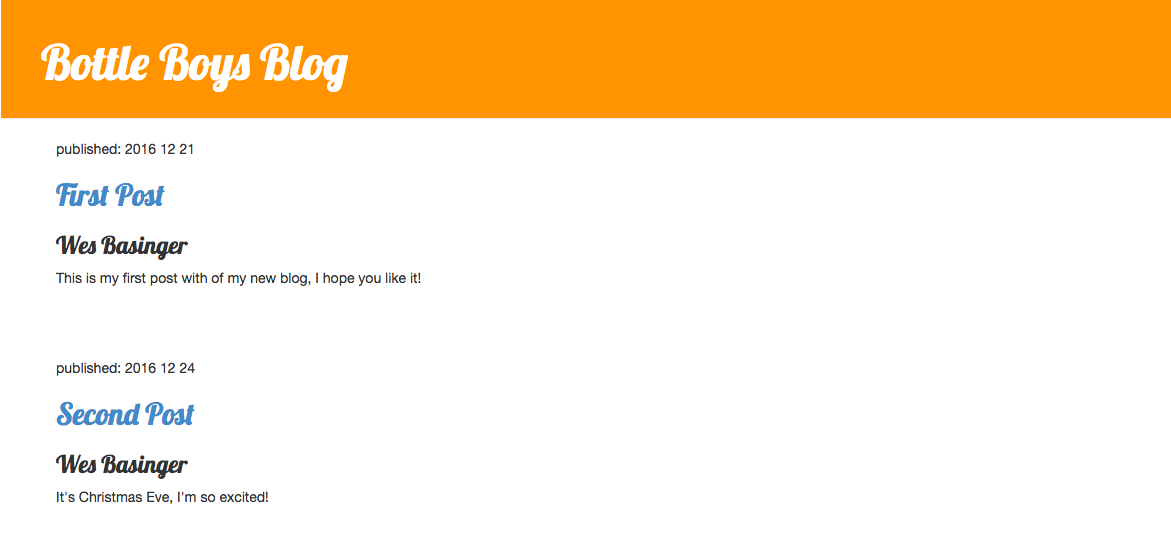 Bottle Boys Blog
published: 2016 12 21
First Post
Wes Basinger
This is my first post with of my new blog, I hope you like it!
published: 2016 12 24
Second Post
Wes Basinger
It's Christmas Eve, I'm so excited!